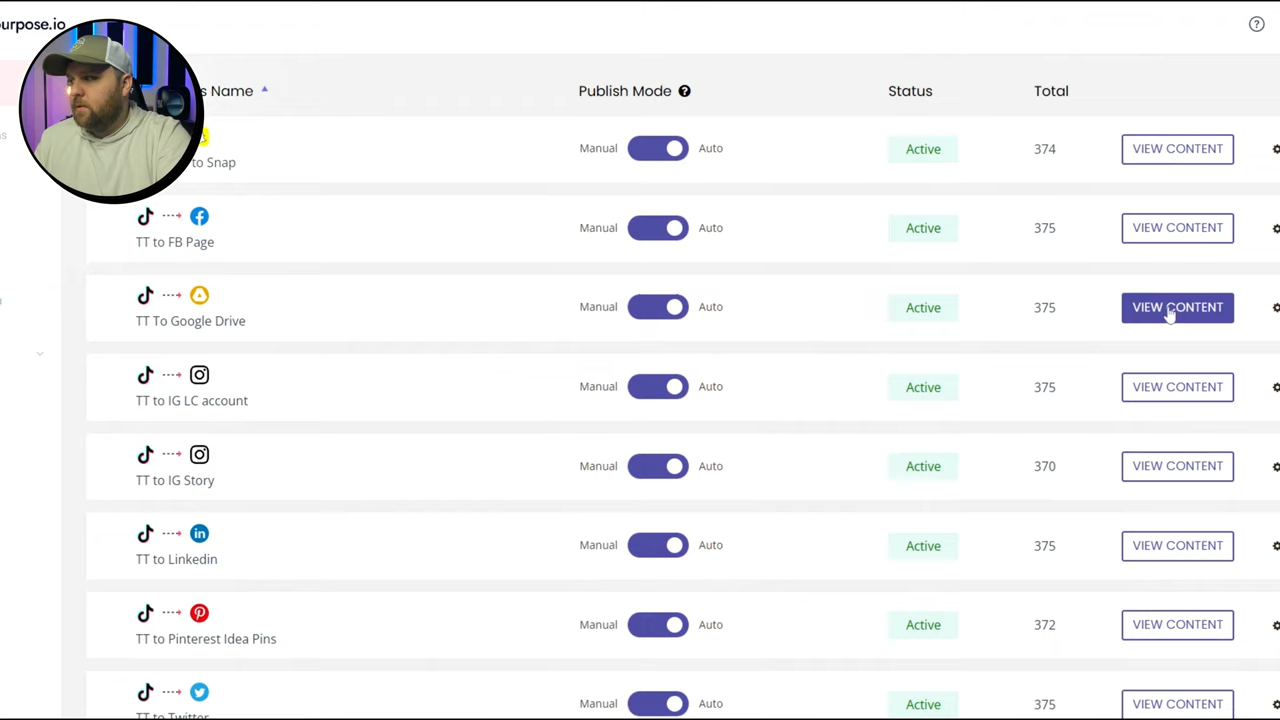 urpose.io
s Name
Publish Mode
Status
Total
to Snap
Manual
Auto
Active
374
VIEW CONTENT
TT to FB Page
Manual
Auto
Active
375
VIEW CONTENT
TT To Google Drive
Manual
Auto
Active
375
VIEW CONTENT
TT to IG LC account
Manual
Auto
Active
375
VIEW CONTENT
TT to IG Story
Manual
Auto
Active
370
VIEW CONTENT
TT to Linkedin
Manual
Auto
Active
375
VIEW CONTENT
TT to Pinterest Idea Pins
Manual
Auto
Active
372
VIEW CONTENT
TT to Twitter
Manual
Auto
Active
375
VIEW CONTENT